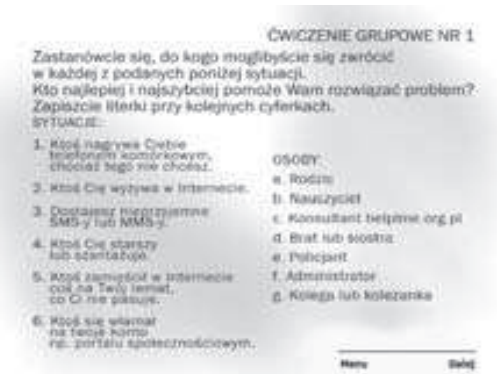 ĆWICZENIE GRUPOWE NR 1
Zastanówcie się, do kogo moglibyście się zwrócić
w każdej z podanych poniżej sytuacji.
Kto najlepiej i najszybciej pomoże Wam rozwiązać problem?
Zapiszcie literki przy kolejnych cyferkach.
SYTUACJE:
1. Ktoś nagrywa Ciebie
telefonem komórkowym,
chociaż tego nie chcesz.
2. Ktoś Cię wyzywa w Internecie.
3. Dostajesz nieprzyjemne
SMS-y lub MMS-y.
4. Ktoś Cię straszy
lub szantażuje.
5. Ktoś zamieścił w Internecie
coś na Twój temat,
co Ci nie pasuje.
6. Ktoś się włamał
na twoje konto
np. portalu społecznościowym.
OSOBY:
a. Rodzic
b. Nauczyciel
c. Konsultant helpline.org.pl
d. Brat lub siostra
e. Policjant
f. Administrator
g. Kolega lub koleżanka
Menu Dalej